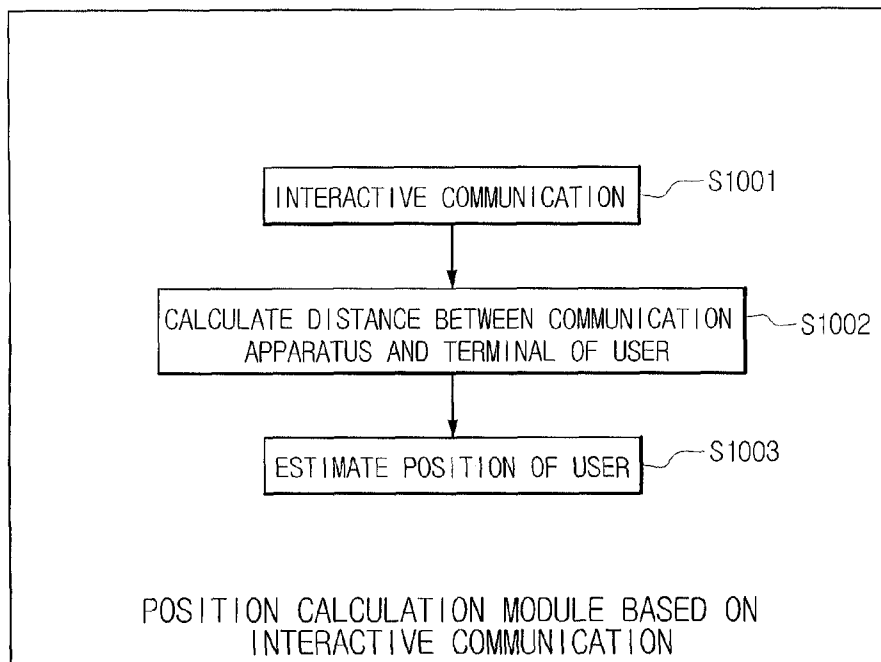 INTERACTIVE COMMUNICATION
S1001
CALCULATE DISTANCE BETWEEN COMMUNICATION
APPARATUS AND TERMINAL OF USER
S1002
ESTIMATE POSITION OF USER
S1003
POSITION CALCULATION MODULE BASED ON
INTERACTIVE COMMUNICATION